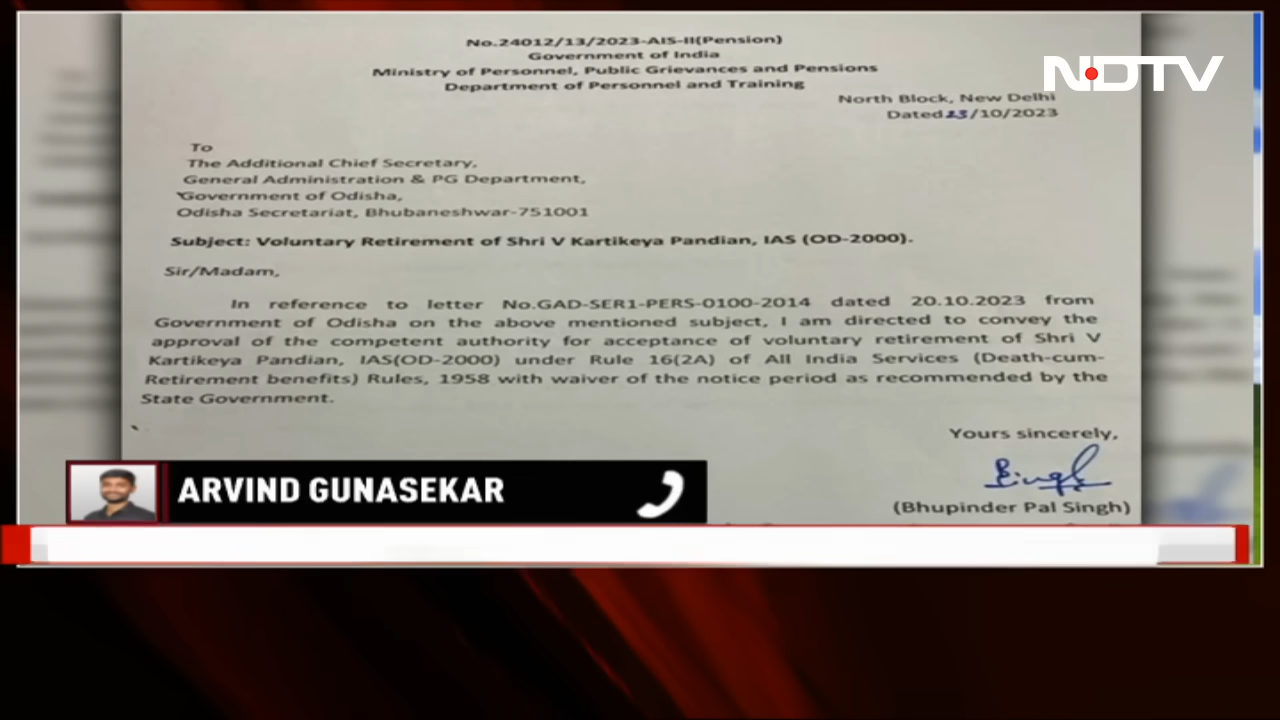 No.24012/13/2023-AIS-II(Pension)
Government of India
Ministry of Personnel, Public Grievances and Pensions
Department of Personnel and Training
NDTV
North Block, New Delhi
Dated 23/10/2023
To
The Additional Chief Secretary,
General Administration & PG Department,
Government of Odisha,
Odisha Secretariat, Bhubaneshwar-751001
Subject: Voluntary Retirement of Shri V Kartikeya Pandian, IAS (OD-2000).
Sir/Madam,
In reference to letter No.GAD-SER1-PERS-0100-2014 dated 20.10.2023 from
Government of Odisha on the above mentioned subject, I am directed to convey the
approval of the competent authority for acceptance of voluntary retirement of Shri V
Kartikeya Pandian, IAS(OD-2000) under Rule 16(2A) of All India Services (Death-cum-
Retirement benefits) Rules, 1958 with waiver of the notice period as recommended by the
State Government.
Yours sincerely,
Singh
(Bhupinder Pal Singh)
ARVIND GUNASEKAR